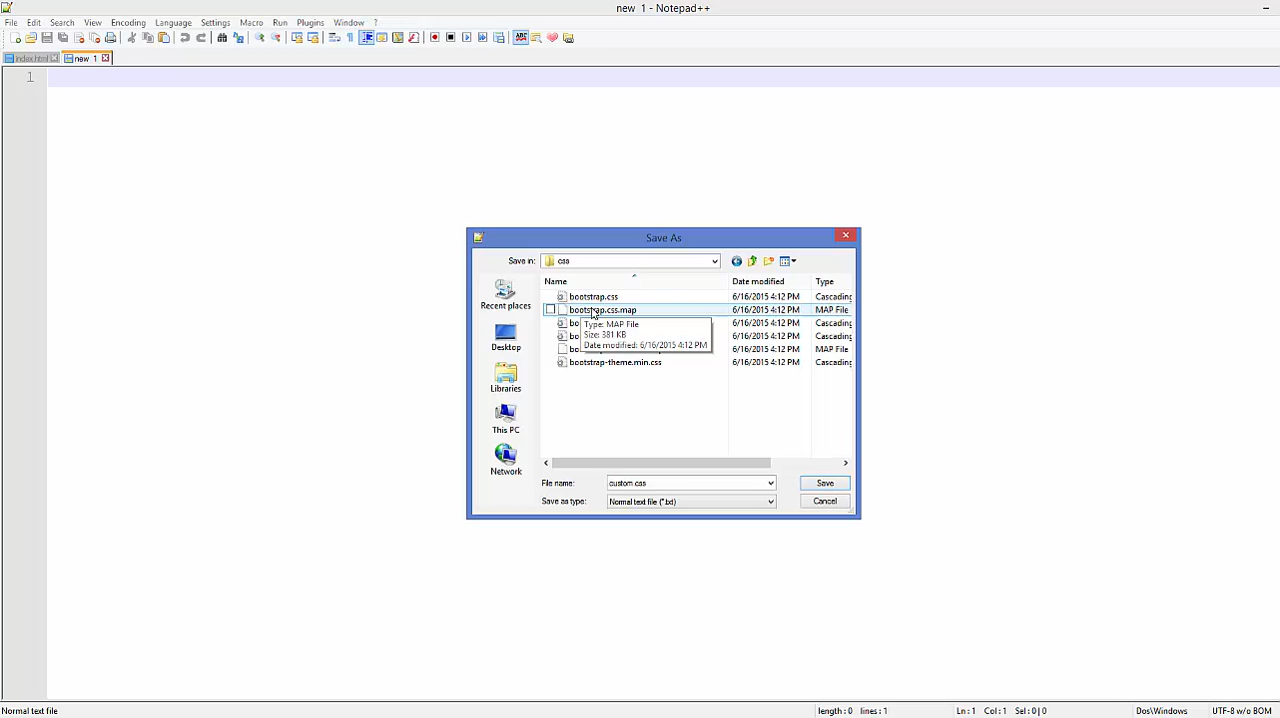 new 1 - Notepad++
File Edit Search View Encoding Language Settings Macro Run Plugins Window ?
index.html new 1
1
Save As
Save in: css
Name Date modified Type
bootstrap.css 6/16/2015 4:12 PM Cascading
bootstrap.css.map 6/16/2015 4:12 PM MAP File
bo 6/16/2015 4:12 PM Cascading
bo 6/16/2015 4:12 PM Cascading
bo 6/16/2015 4:12 PM MAP File
bootstrap-theme.min.css 6/16/2015 4:12 PM Cascading
Type: MAP File
Size: 381 KB
Date modified: 6/16/2015 4:12 PM
Recent places
Desktop
Libraries
This PC
Network
File name: custom css Save
Save as type: Normal text file (*.txt) Cancel
Normal text file length : 0 lines : 1 Ln : 1 Col : 1 Sel : 0 | 0 Dos\Windows UTF-8 w/o BOM